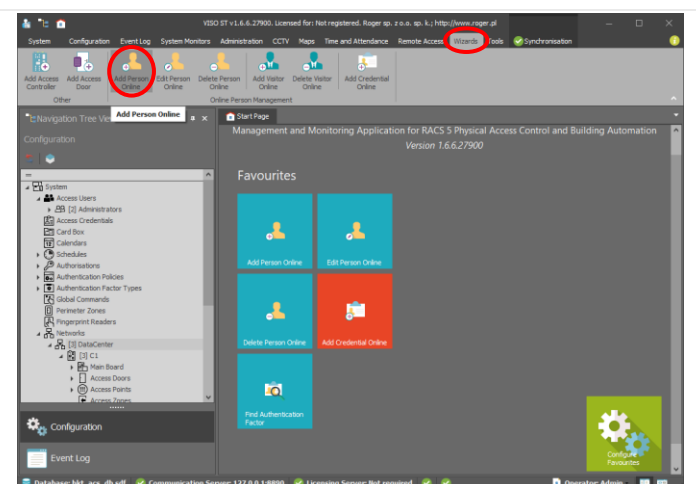 VISO ST v1.6.6.27900. Licensed for: Not registered. Roger sp. z o.o. sp. k.; http://www.roger.pl
System Configuration Event Log System Monitors Administration CCTV Maps Time and Attendance Remote Access Wizards Tools Synchronisation
Add Access Controller
Add Access Door
Add Person Online
Edit Person Online
Delete Person Online
Add Visitor Online
Delete Visitor Online
Add Credential Online
Other
Online Person Management
Add Person Online
Navigation Tree Vie
Start Page
Configuration
Management and Monitoring Application for RACS 5 Physical Access Control and Building Automation
Version 1.6.6.27900
Favourites
System
Access Users
[2] Administrators
Access Credentials
Card Box
Calendars
Schedules
Authorisations
Authentication Policies
Authentication Factor Types
Global Commands
Perimeter Zones
Fingerprint Readers
Networks
[3] DataCenter
[3] C1
Main Board
Access Doors
Access Points
Access Zones
Add Person Online
Edit Person Online
Delete Person Online
Add Credential Online
Find Authentication
Factor
Configure
Favourites
Configuration
Event Log
Database: bkt_acs_db.sdf Communication Server: 127.0.0.1:8890 Licensing Server: Not required Operator: Admin